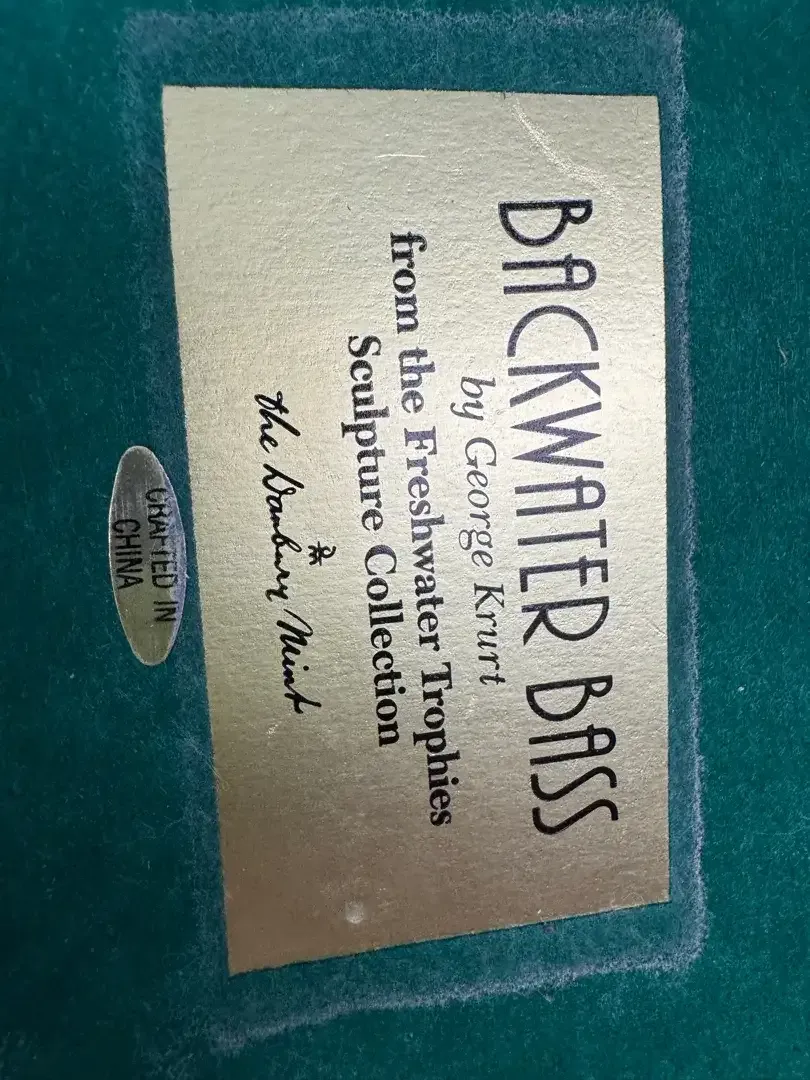 BACKWATER BASS
by George Krurt
from the Freshwater Trophies
Sculpture Collection
The Danbury Mint
CRAFTED IN
CHINA